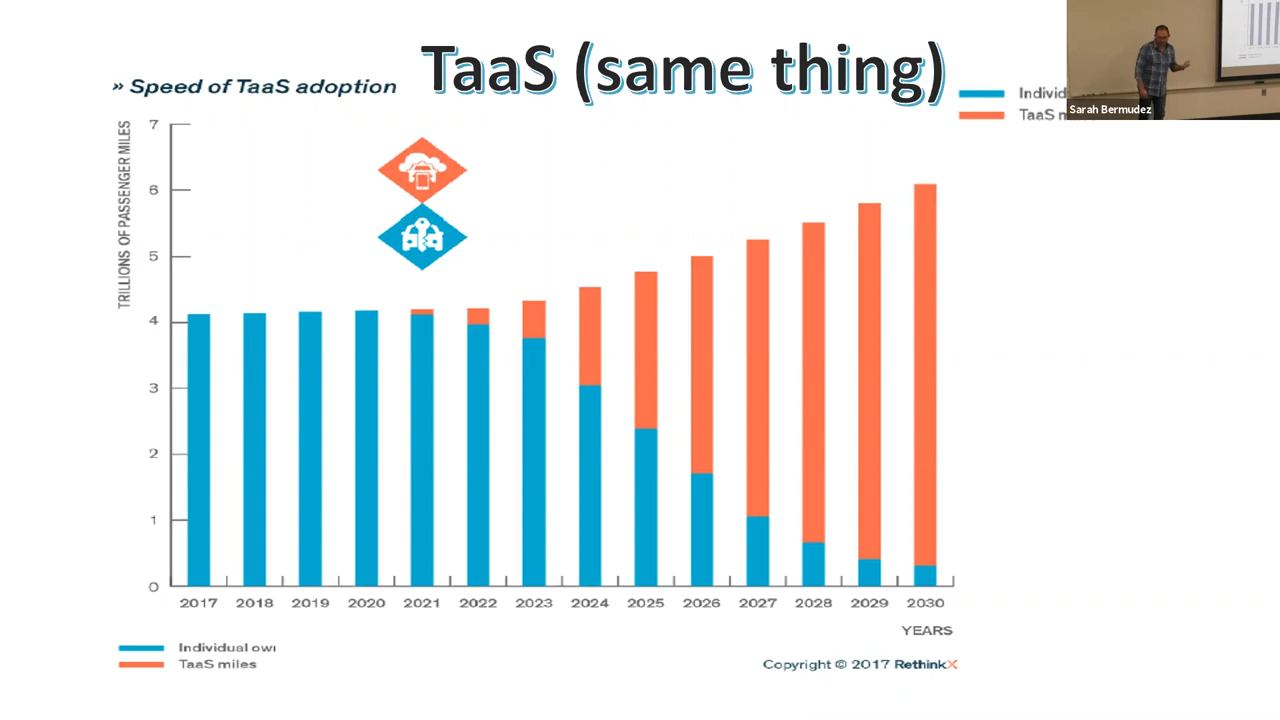 TaaS (same thing)
» Speed of TaaS adoption
Individ
TaaS m
Sarah Bermudez
TRILLIONS OF PASSENGER MILES
7
6
5
4
3
2
1
0
2017 2018 2019 2020 2021 2022 2023 2024 2025 2026 2027 2028 2029 2030
YEARS
Individual owi
TaaS miles
Copyright © 2017 RethinkX